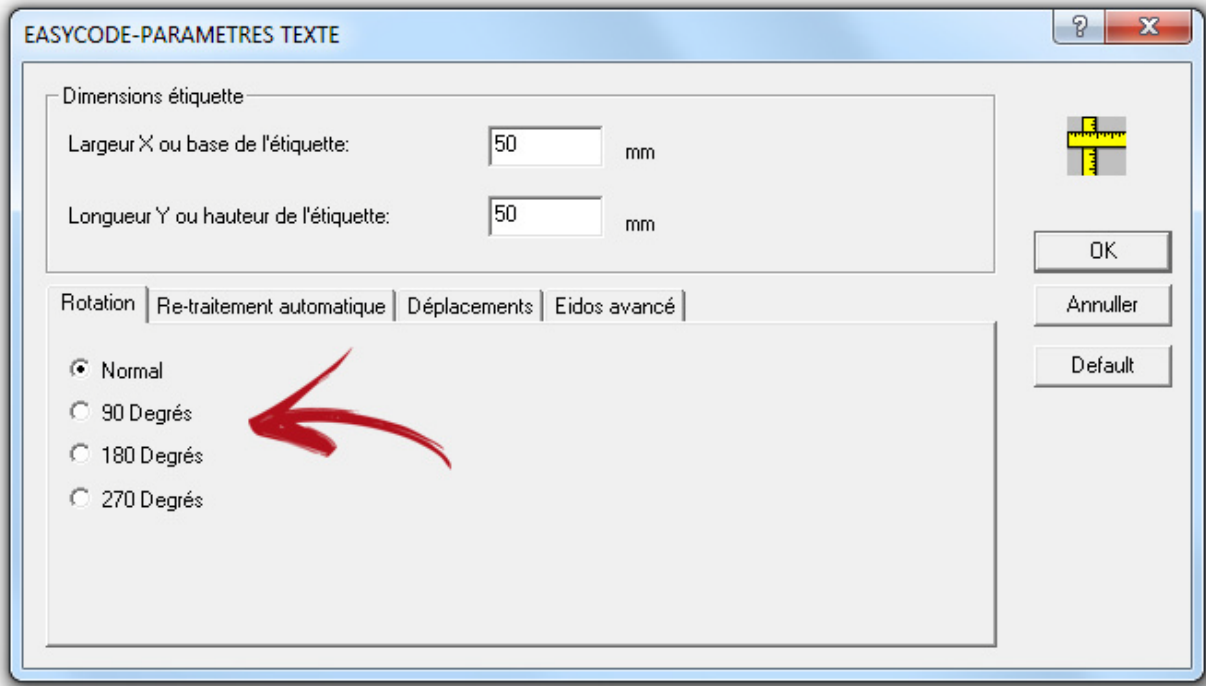 EASYCODE-PARAMETRES TEXTE
Dimensions étiquette
Largeur X ou base de l'étiquette: 50 mm
Longueur Y ou hauteur de l'étiquette: 50 mm
OK
Annuller
Default
Rotation Re-traitement automatique Déplacements Eidos avancé
Normal
90 Degrés
180 Degrés
270 Degrés